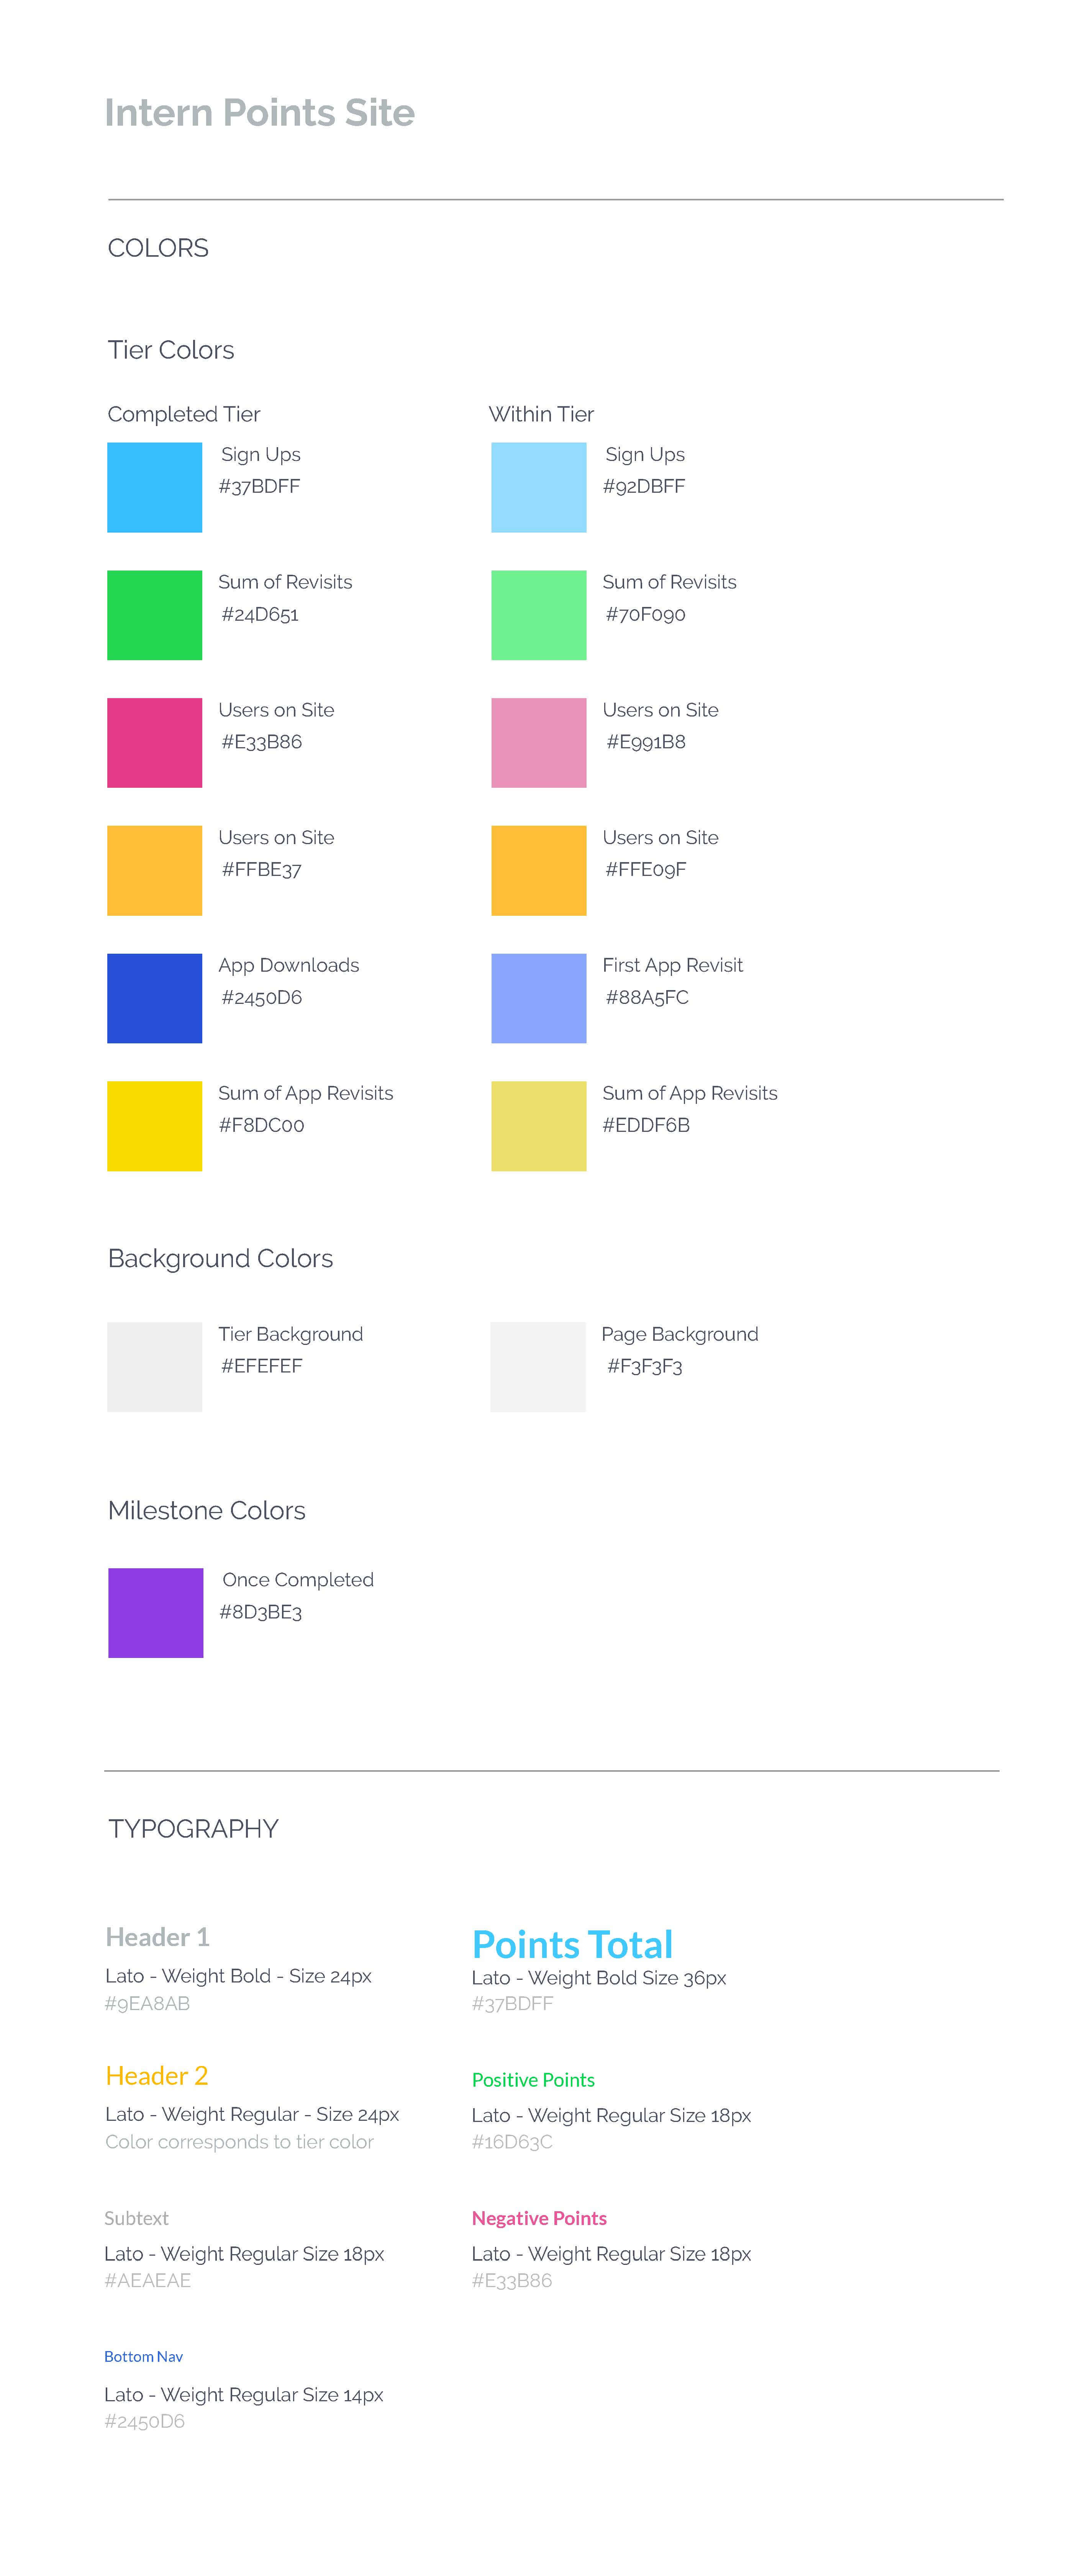 Intern Points Site
COLORS
Tier Colors
Completed Tier
Within Tier
Sign Ups
#37BDFF
Sign Ups
#92DBFF
Sum of Revisits
#24D651
Sum of Revisits
#70F090
Users on Site
#E33B86
Users on Site
#E991B8
Users on Site
#FFBE37
Users on Site
#FFE09F
App Downloads
#2450D6
First App Revisit
#88A5FC
Sum of App Revisits
#F8DC00
Sum of App Revisits
#EDDF6B
Background Colors
Tier Background
#EFEFEF
Page Background
#F3F3F3
Milestone Colors
Once Completed
#8D3BE3
TYPOGRAPHY
Header 1
Lato - Weight Bold - Size 24px
#9EA8AB
Points Total
Lato - Weight Bold Size 36px
#37BDFF
Header 2
Lato - Weight Regular - Size 24px
Color corresponds to tier color
Positive Points
Lato - Weight Regular Size 18px
#16D63C
Subtext
Lato - Weight Regular Size 18px
#AEAEAE
Negative Points
Lato - Weight Regular Size 18px
#E33B86
Bottom Nav
Lato - Weight Regular Size 14px
#2450D6